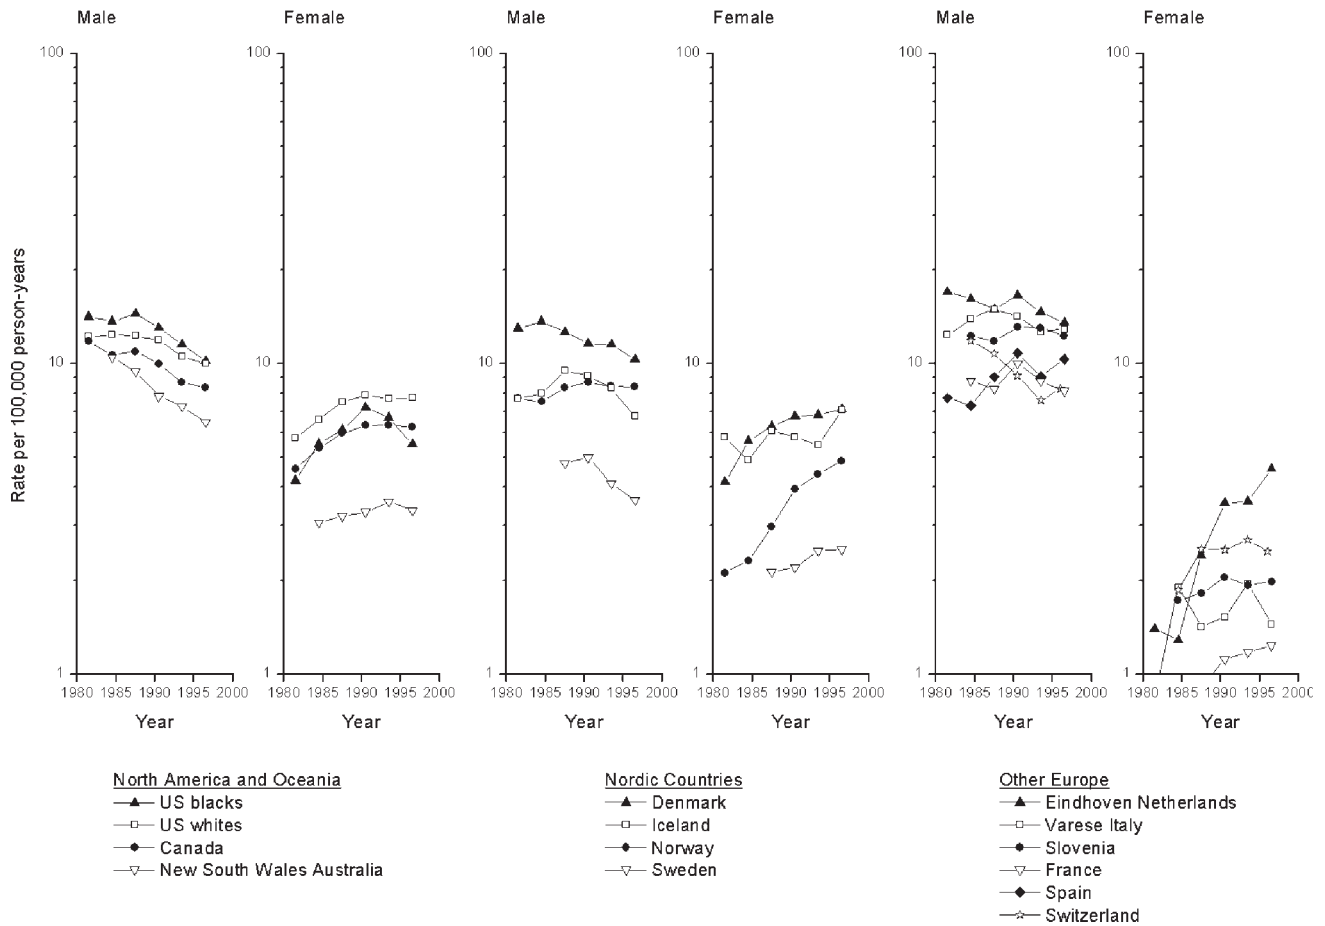 Male Female Male Female Male Female
100 100 100 100 100 100
Rate per 100,000 person-years
10 10 10 10 10 10
1 1 1 1 1 1
1980 1985 1990 1995 2000 1980 1985 1990 1995 2000 1980 1985 1990 1995 2000 1980 1985 1990 1995 2000 1980 1985 1990 1995 2000 1980 1985 1990 1995 2000
Year Year Year Year Year Year
North America and Oceania
US blacks
US whites
Canada
New South Wales Australia
Nordic Countries
Denmark
Iceland
Norway
Sweden
Other Europe
Eindhoven Netherlands
Varese Italy
Slovenia
France
Spain
Switzerland